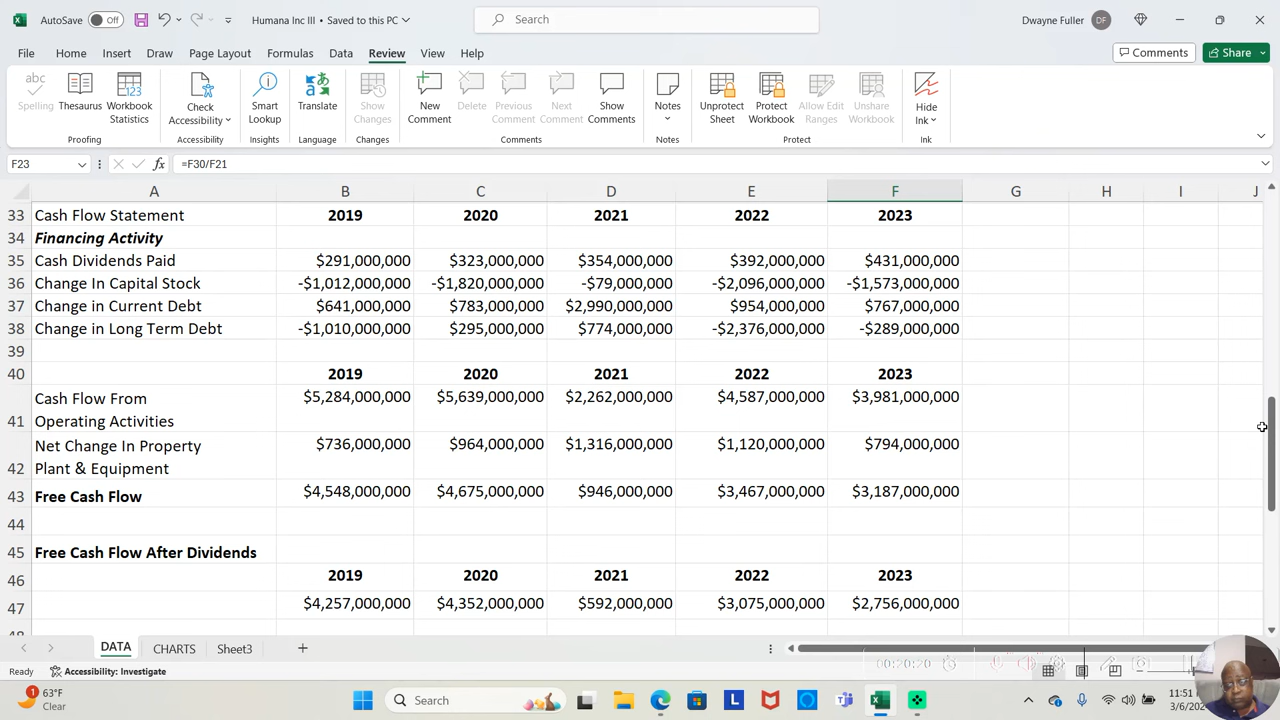 AutoSave Off Humana Inc III • Saved to this PC Search Dwayne Fuller DF
File Home Insert Draw Page Layout Formulas Data Review View Help Comments Share
abc 123
Spelling Thesaurus Workbook Statistics Check Accessibility Smart Lookup Translate Show Changes New Comment Delete Previous Comment Next Comment Show Comments Notes Unprotect Sheet Protect Workbook Allow Edit Ranges Unshare Workbook Hide Ink
Proofing Accessibility Insights Language Changes Comments Notes Protect Ink
F23 fx =F30/F21
A B C D E F G H I J
33 Cash Flow Statement 2019 2020 2021 2022 2023
34 Financing Activity
35 Cash Dividends Paid $291,000,000 $323,000,000 $354,000,000 $392,000,000 $431,000,000
36 Change In Capital Stock -$1,012,000,000 -$1,820,000,000 -$79,000,000 -$2,096,000,000 -$1,573,000,000
37 Change in Current Debt $641,000,000 $783,000,000 $2,990,000,000 $954,000,000 $767,000,000
38 Change in Long Term Debt -$1,010,000,000 $295,000,000 $774,000,000 -$2,376,000,000 -$289,000,000
39
40 2019 2020 2021 2022 2023
Cash Flow From $5,284,000,000 $5,639,000,000 $2,262,000,000 $4,587,000,000 $3,981,000,000
41 Operating Activities
Net Change In Property $736,000,000 $964,000,000 $1,316,000,000 $1,120,000,000 $794,000,000
42 Plant & Equipment
43 Free Cash Flow $4,548,000,000 $4,675,000,000 $946,000,000 $3,467,000,000 $3,187,000,000
44
45 Free Cash Flow After Dividends
46 2019 2020 2021 2022 2023
47 $4,257,000,000 $4,352,000,000 $592,000,000 $3,075,000,000 $2,756,000,000
48
DATA CHARTS Sheet3
Ready Accessibility: Investigate 00:20:20
1 63°F Search L 11:51
Clear 3/6/202